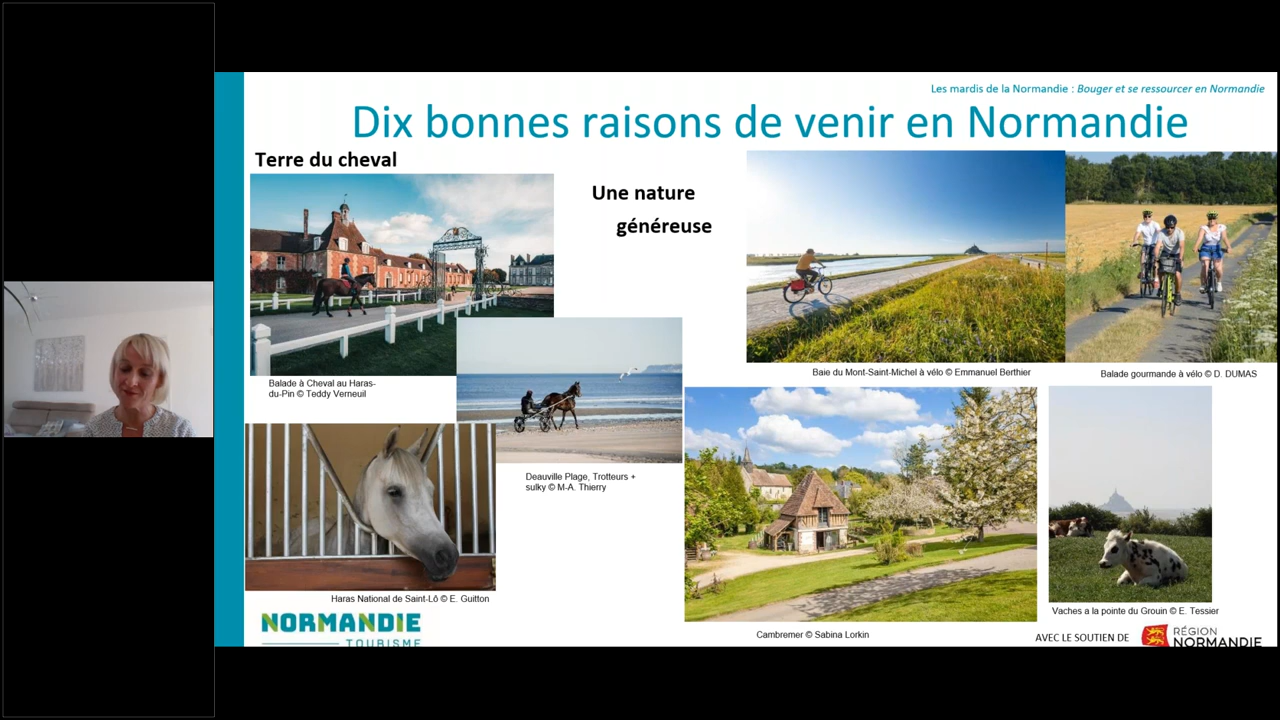 Les mardis de la Normandie : Bouger et se ressourcer en Normandie
Dix bonnes raisons de venir en Normandie
Terre du cheval
Une nature
généreuse
Balade à Cheval au Haras-
du-Pin © Teddy Verneuil
Baie du Mont-Saint-Michel à vélo © Emmanuel Berthier
Balade gourmande à vélo © D. DUMAS
Deauville Plage, Trotteurs +
sulky © M-A. Thierry
Haras National de Saint-Lô © E. Guitton
Cambremer © Sabina Lorkin
Vaches a la pointe du Grouin © E. Tessier
NORMANDIE
TOURISME
AVEC LE SOUTIEN DE
RÉGION
NORMANDIE